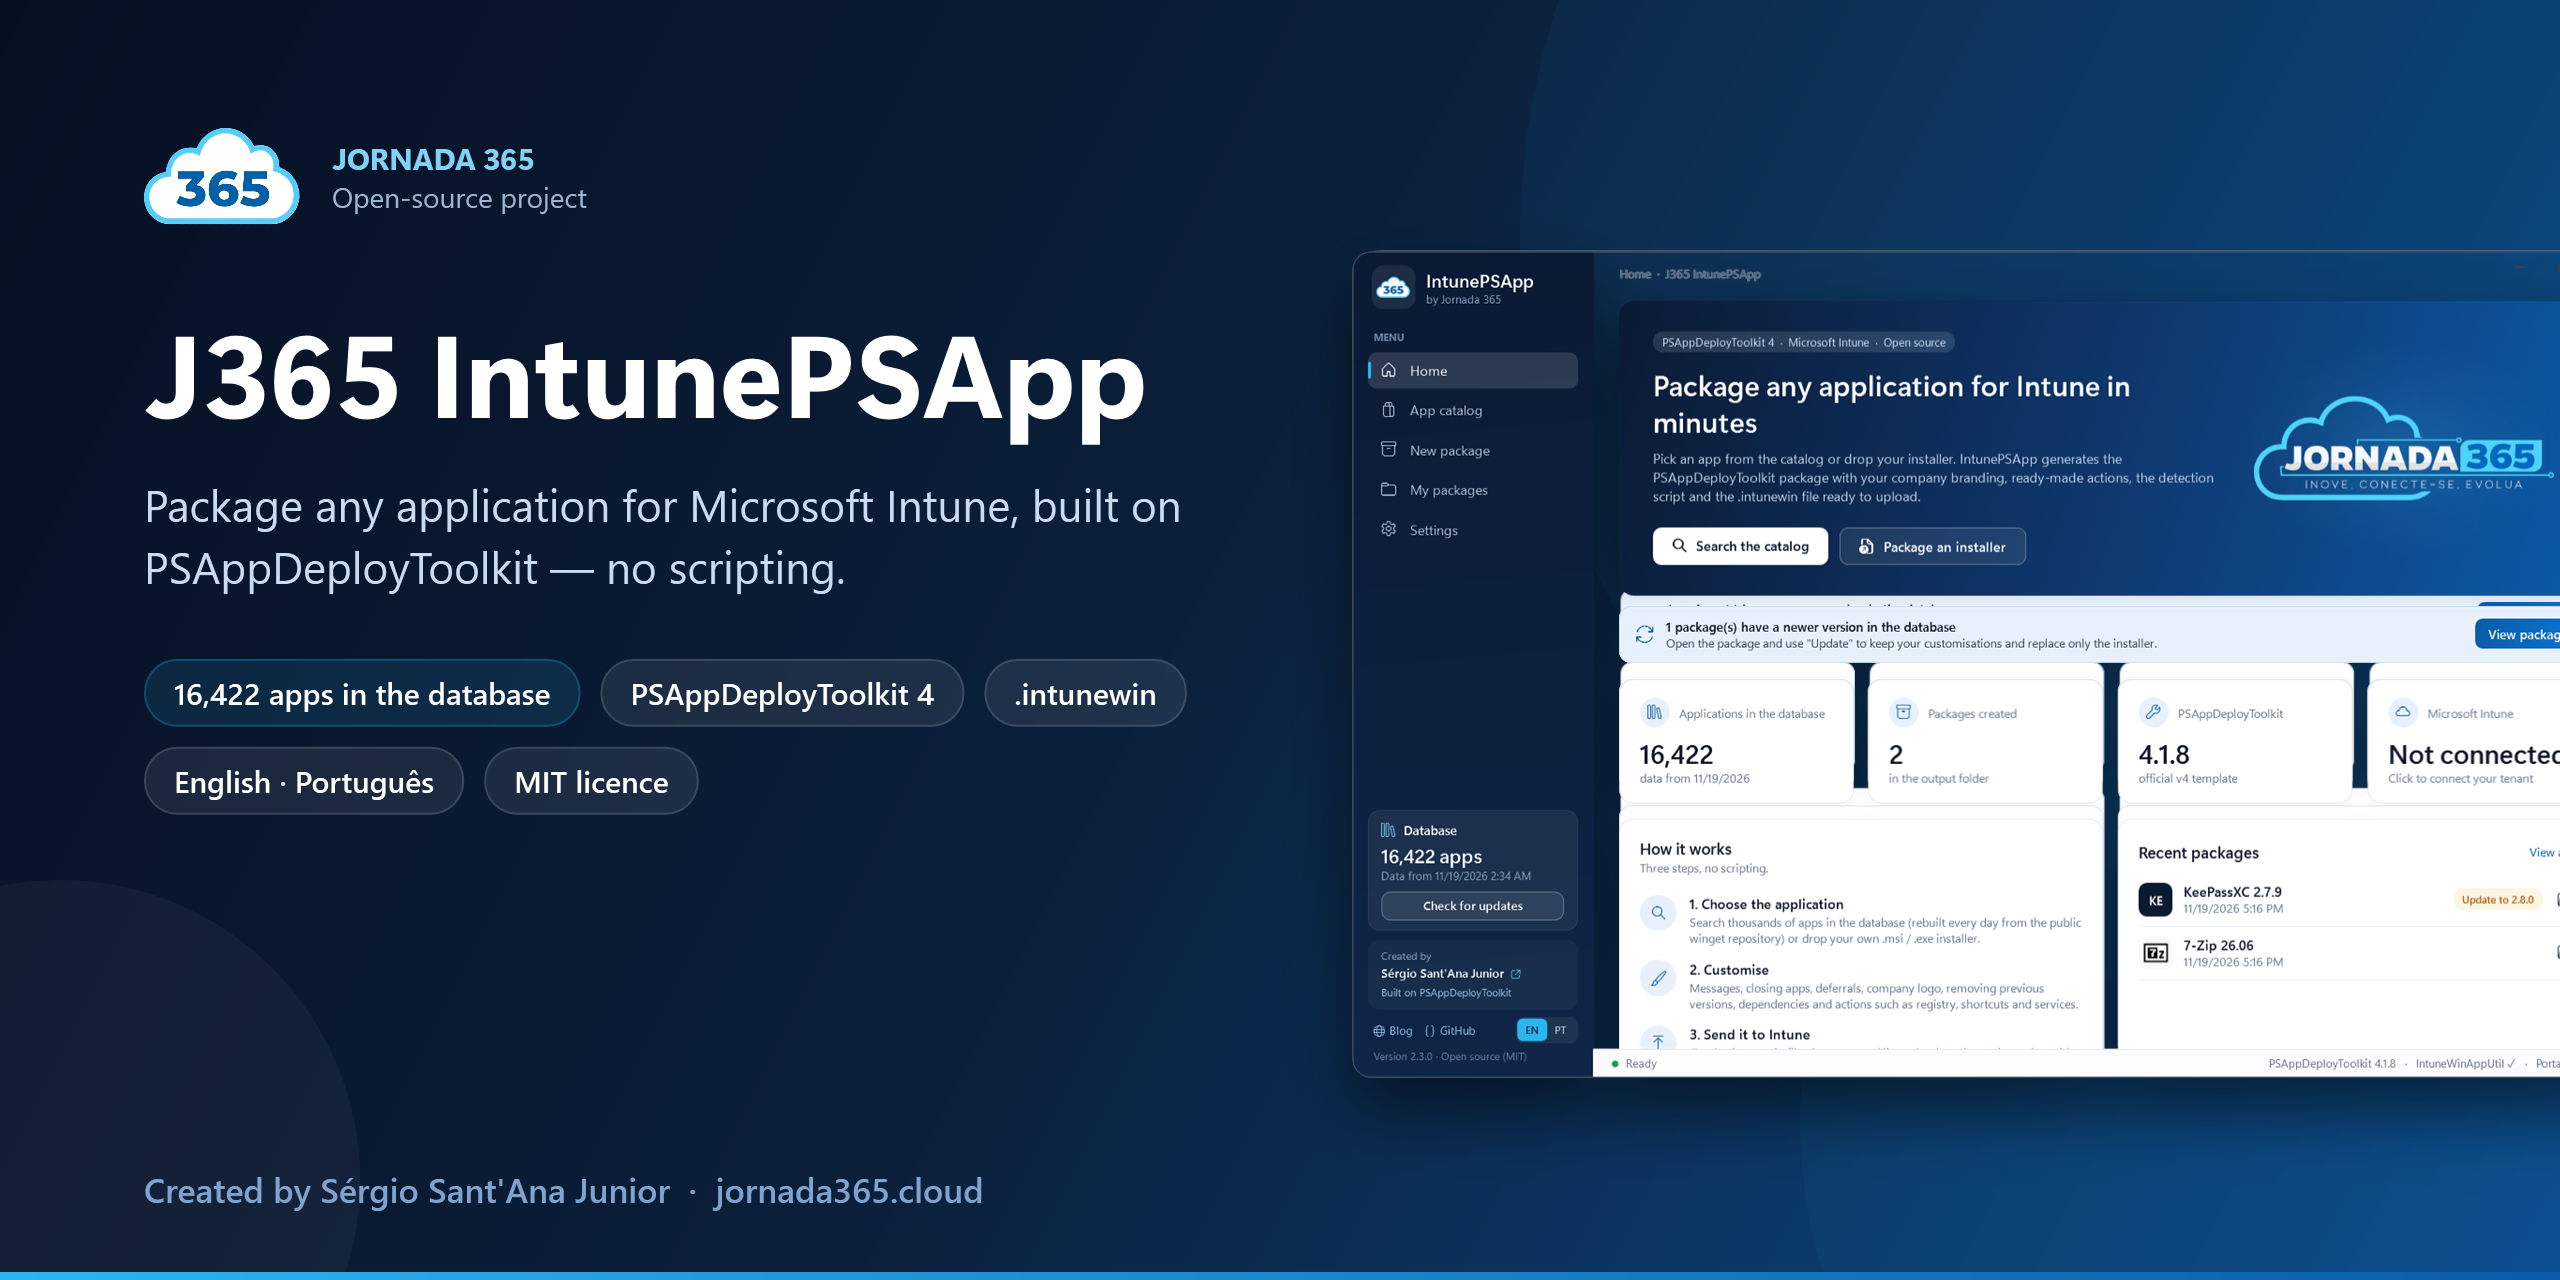 365
JORNADA 365
Open-source project
J365 IntunePSApp
Package any application for Microsoft Intune, built on
PSAppDeployToolkit — no scripting.
16,422 apps in the database
PSAppDeployToolkit 4
.intunewin
English · Português
MIT licence
Created by Sérgio Sant'Ana Junior · jornada365.cloud
365
IntunePSApp
by Jornada 365
MENU
Home
App catalog
New package
My packages
Settings
Database
16,422 apps
Data from 11/19/2026 2:34 AM
Check for updates
Created by
Sérgio Sant'Ana Junior
Built on PSAppDeployToolkit
Blog
{} GitHub
EN
PT
Version 2.3.0 · Open source (MIT)
Home · J365 IntunePSApp
PSAppDeployToolkit 4 · Microsoft Intune · Open source
Package any application for Intune in
minutes
Pick an app from the catalog or drop your installer. IntunePSApp generates the
PSAppDeployToolkit package with your company branding, ready-made actions, the detection
script and the .intunewin file ready to upload.
Search the catalog
Package an installer
JORNADA 365
INOVE, CONECTE-SE, EVOLUA
1 package(s) have a newer version in the database
Open the package and use "Update" to keep your customisations and replace only the installer.
View packag
Applications in the database
16,422
data from 11/19/2026
Packages created
2
in the output folder
PSAppDeployToolkit
4.1.8
official v4 template
Microsoft Intune
Not connected
Click to connect your tenant
How it works
Three steps, no scripting.
1. Choose the application
Search thousands of apps in the database (rebuilt every day from the public
winget repository) or drop your own .msi / .exe installer.
2. Customise
Messages, closing apps, deferrals, company logo, removing previous
versions, dependencies and actions such as registry, shortcuts and services.
3. Send it to Intune
Recent packages
View a
KE
KeePassXC 2.7.9
11/19/2026 5:16 PM
Update to 2.8.0
7z
7-Zip 26.06
11/19/2026 5:16 PM
Ready
PSAppDeployToolkit 4.1.8 · IntuneWinAppUtil ✓ · Porta